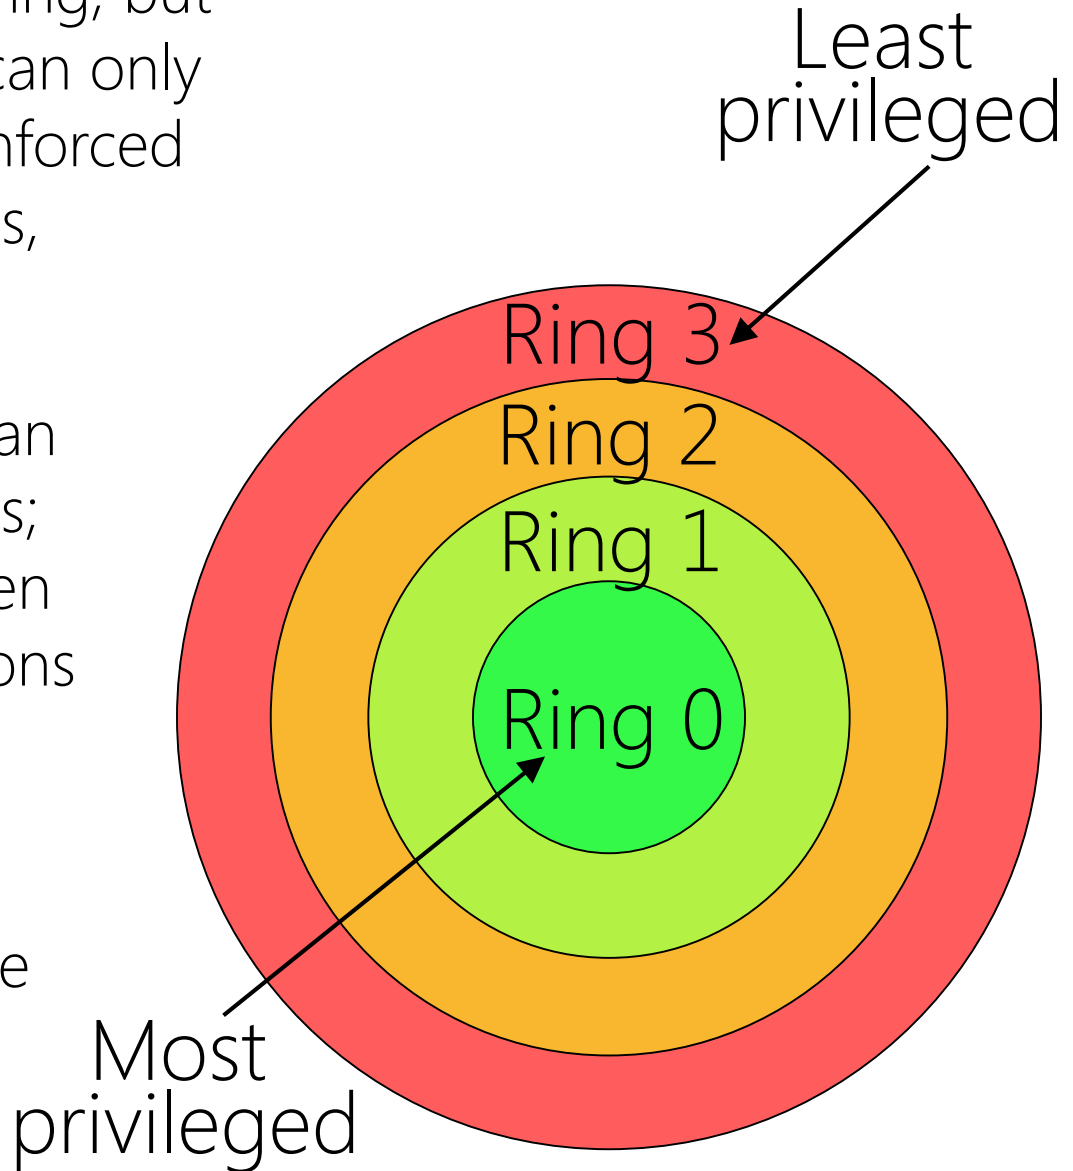 can only
nforced
s,
an
s;
en
ons
e
Least
privileged
Ring 3
Ring 2
Ring 1
Ring 0
Most
privileged